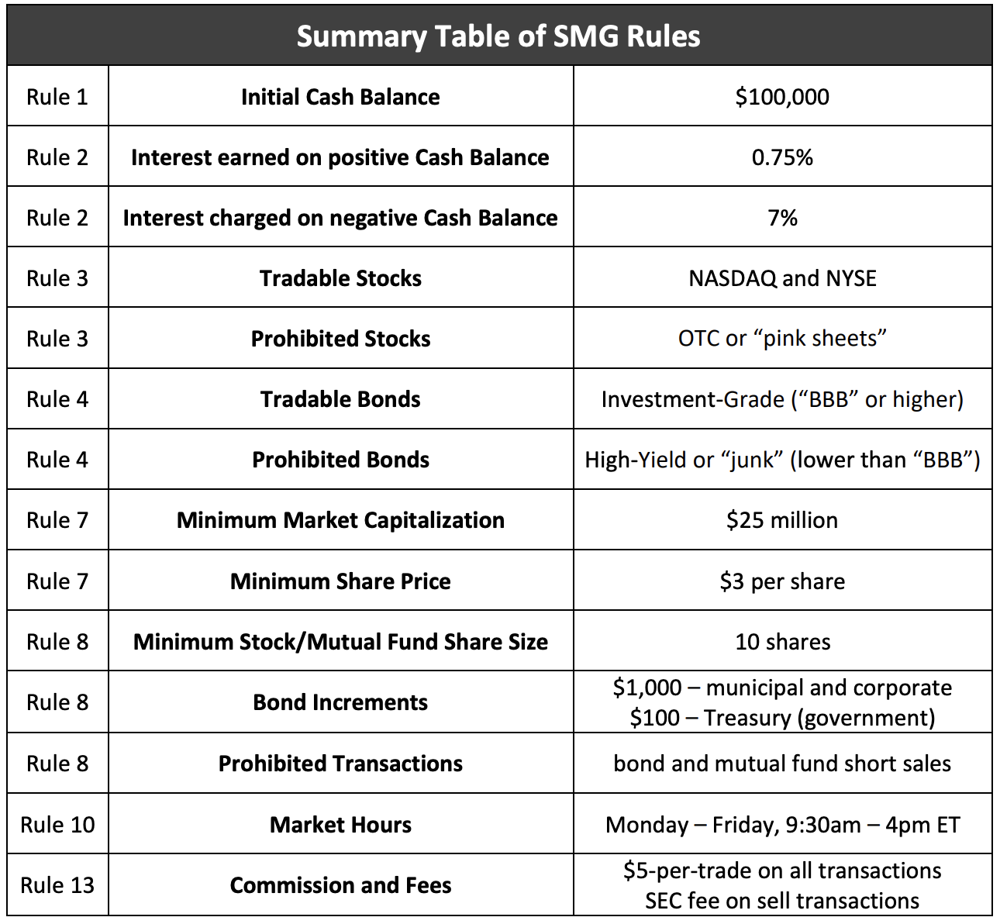 Summary Table of SMG Rules
Rule 1 Initial Cash Balance $100,000
Rule 2 Interest earned on positive Cash Balance 0.75%
Rule 2 Interest charged on negative Cash Balance 7%
Rule 3 Tradable Stocks NASDAQ and NYSE
Rule 3 Prohibited Stocks OTC or “pink sheets”
Rule 4 Tradable Bonds Investment-Grade (“BBB” or higher)
Rule 4 Prohibited Bonds High-Yield or “junk” (lower than “BBB”)
Rule 7 Minimum Market Capitalization $25 million
Rule 7 Minimum Share Price $3 per share
Rule 8 Minimum Stock/Mutual Fund Share Size 10 shares
Rule 8 Bond Increments $1,000 – municipal and corporate
$100 – Treasury (government)
Rule 8 Prohibited Transactions bond and mutual fund short sales
Rule 10 Market Hours Monday – Friday, 9:30am – 4pm ET
Rule 13 Commission and Fees $5-per-trade on all transactions
SEC fee on sell transactions